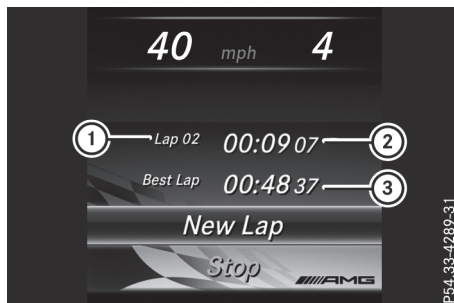 40 mph 4
1 Lap 02 00:09 07 2
Best Lap 00:48 37 3
New Lap
Stop AMG
P54.33-4289-31